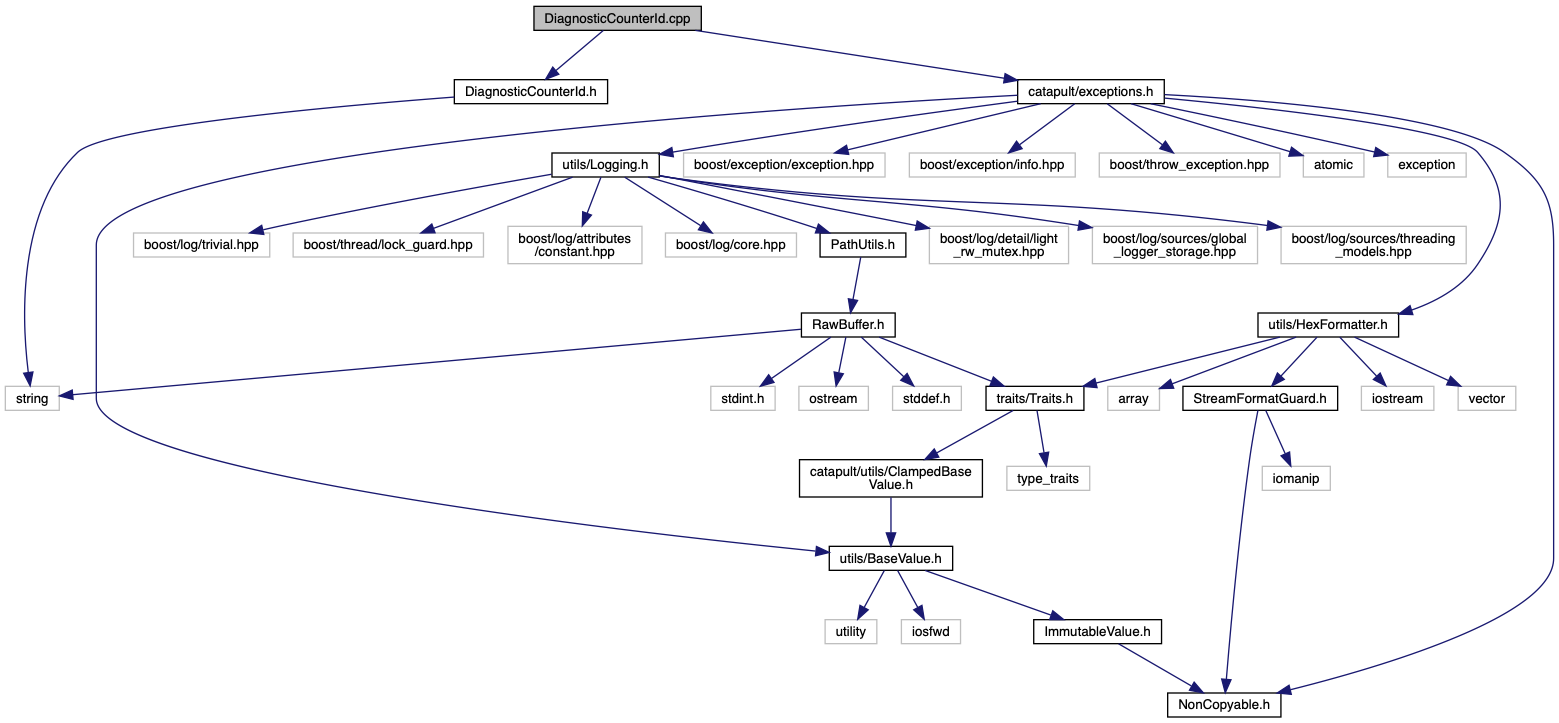 DiagnosticCounterId.cpp
DiagnosticCounterId.h
catapult/exceptions.h
utils/Logging.h
boost/exception/exception.hpp
boost/exception/info.hpp
boost/throw_exception.hpp
atomic
exception
boost/log/trivial.hpp
boost/thread/lock_guard.hpp
boost/log/attributes
/constant.hpp
boost/log/core.hpp
PathUtils.h
boost/log/detail/light
_rw_mutex.hpp
boost/log/sources/global
_logger_storage.hpp
boost/log/sources/threading
_models.hpp
RawBuffer.h
utils/HexFormatter.h
string
stdint.h
ostream
stddef.h
traits/Traits.h
array
StreamFormatGuard.h
iostream
vector
catapult/utils/ClampedBase
Value.h
type_traits
iomanip
utils/BaseValue.h
utility
iosfwd
ImmutableValue.h
NonCopyable.h